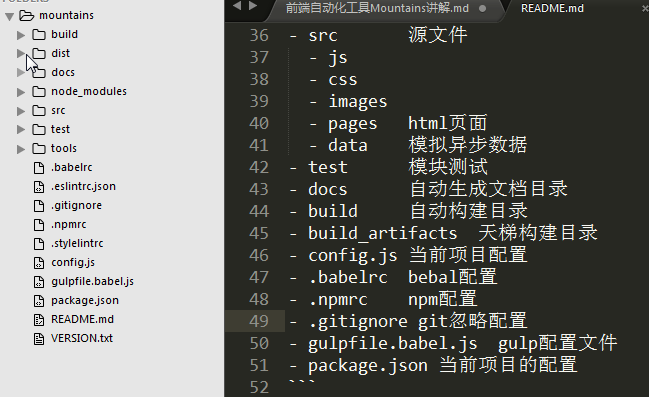 FOLDERS
mountains
build
dist
docs
node_modules
src
test
tools
.babelrc
.eslintrc.json
.gitignore
.npmrc
.stylelintrc
config.js
gulpfile.babel.js
package.json
README.md
VERSION.txt
前端自动化工具Mountains讲解.md
README.md
36 - src 源文件
37 - js
38 - css
39 - images
40 - pages html页面
41 - data 模拟异步数据
42 - test 模块测试
43 - docs 自动生成文档目录
44 - build 自动构建目录
45 - build_artifacts 天梯构建目录
46 - config.js 当前项目配置
47 - .babelrc bebal配置
48 - .npmrc npm配置
49 - .gitignore git忽略配置
50 - gulpfile.babel.js gulp配置文件
51 - package.json 当前项目的配置
52 ```